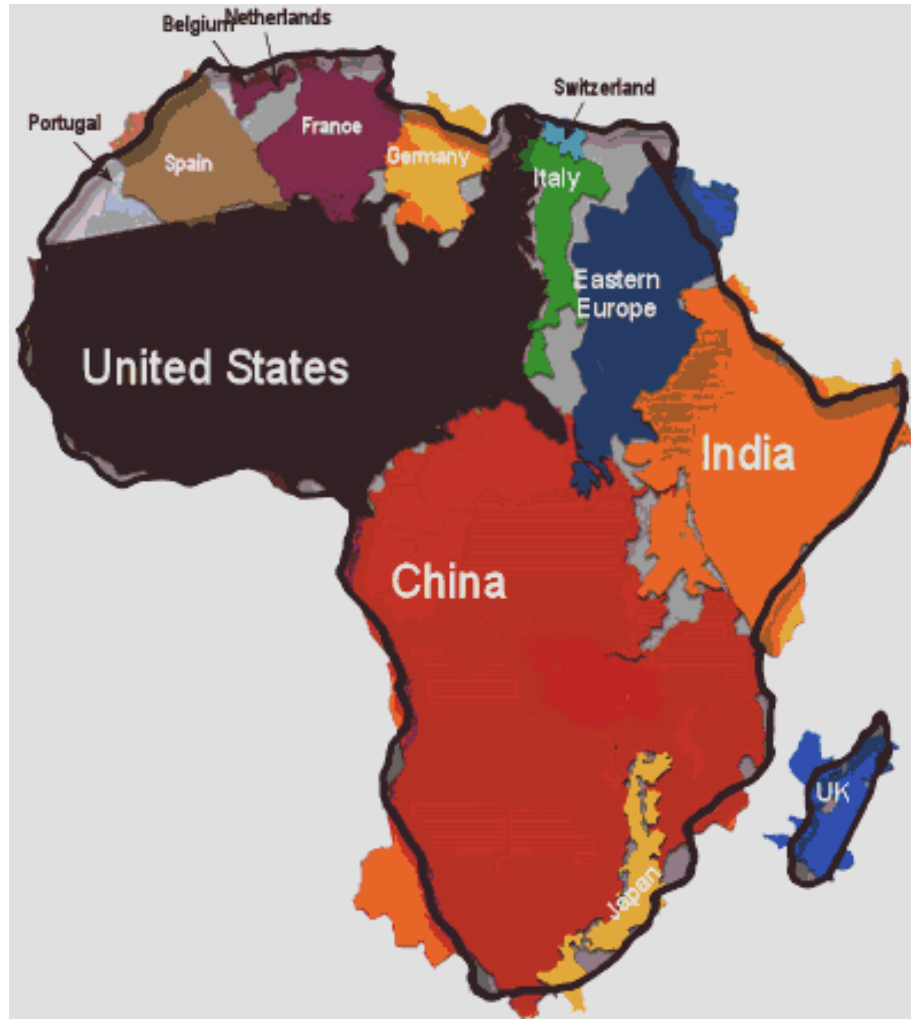 Netherlands
Belgium
Switzerland
Portugal
France
Spain
Germany
Italy
Eastern
Europe
United States
India
China
UK
Japan